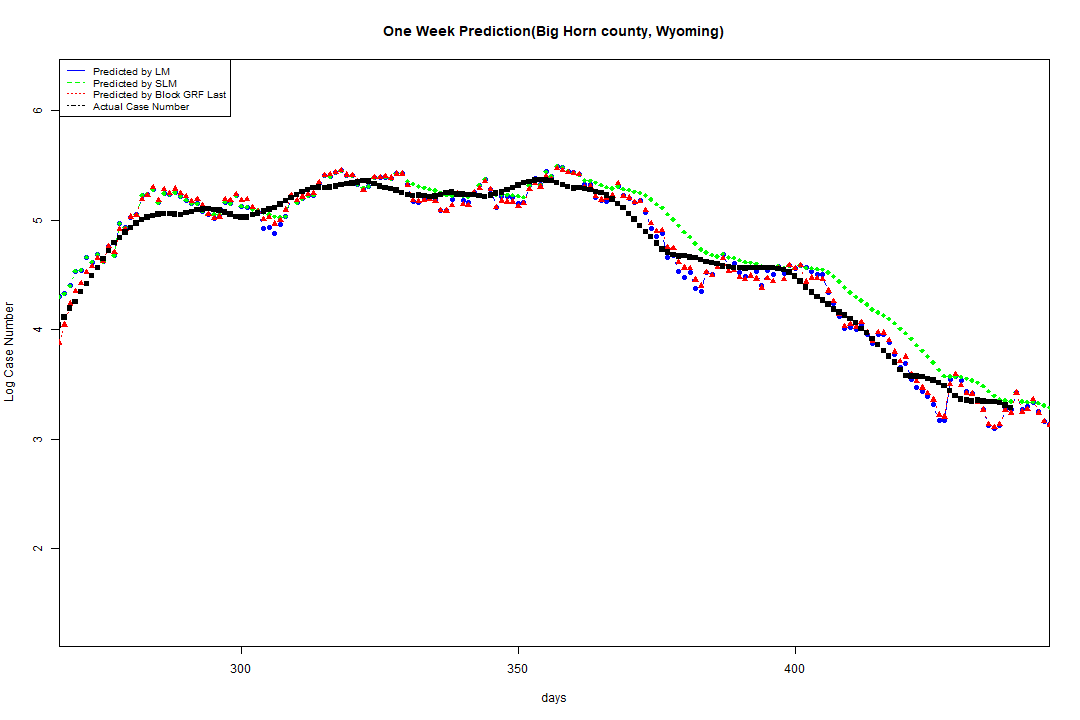 One Week Prediction(Big Horn county, Wyoming)
Predicted by LM
Predicted by SLM
Predicted by Block GRF Last
Actual Case Number
6
5
4
3
2
Log Case Number
300
350
400
days